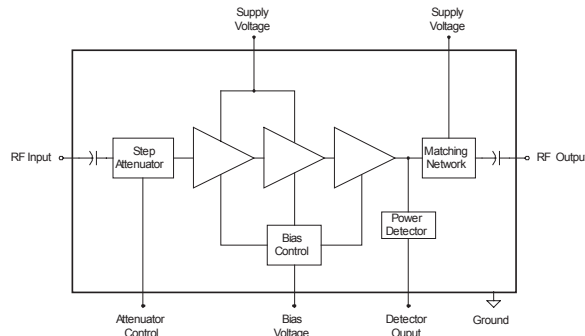 Supply
Voltage
Supply
Voltage
RF Input
Step
Attenuator
Matching
Network
RF Outpu
Power
Detector
Bias
Control
Attenuator
Control
Bias
Voltage
Detector
Ouput
Ground